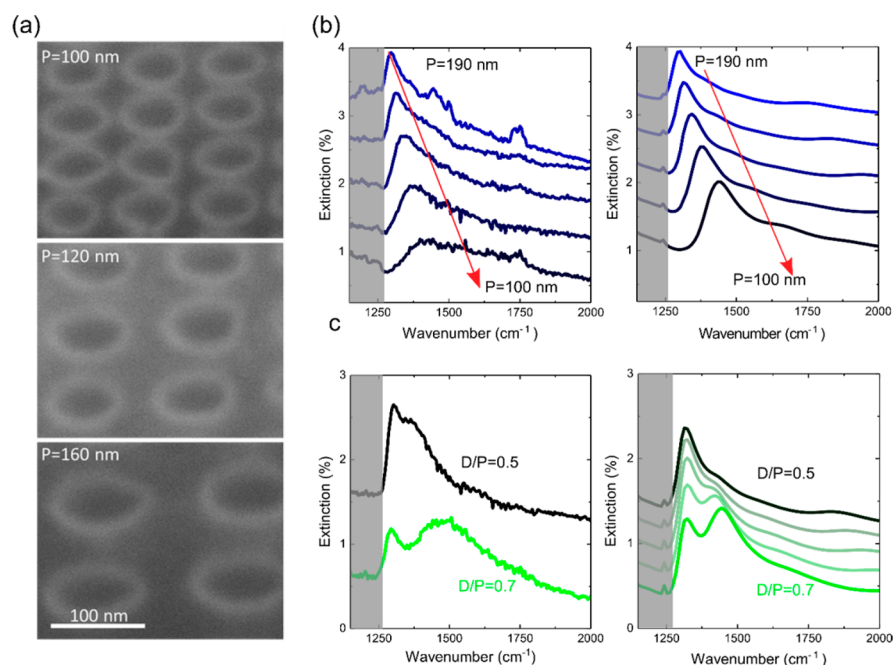 (a)
P=100 nm
P=120 nm
P=160 nm
100 nm
(b)
4
3
2
1
Extinction (%)
P=190 nm
P=100 nm
1250 1500 1750 2000
Wavenumber (cm-1)
4
3
2
1
Extinction (%)
P=190 nm
P=100 nm
1250 1500 1750 2000
Wavenumber (cm-1)
c
3
2
1
0
Extinction (%)
D/P=0.5
D/P=0.7
1250 1500 1750 2000
Wavenumber (cm-1)
3
2
1
0
Extinction (%)
D/P=0.5
D/P=0.7
1250 1500 1750 2000
Wavenumber (cm-1)